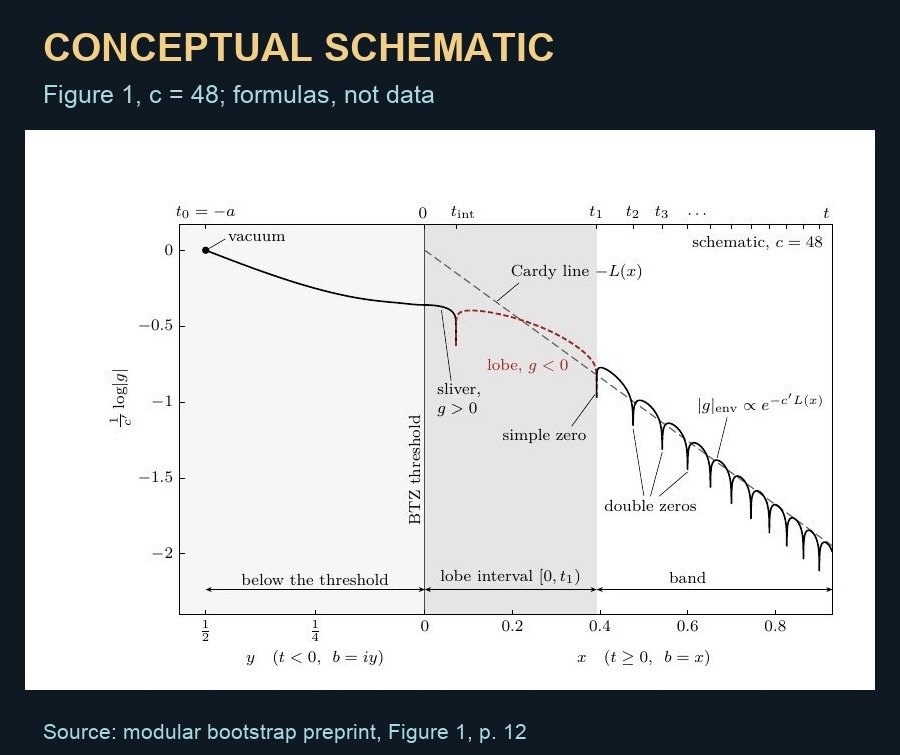 CONCEPTUAL SCHEMATIC
Figure 1, c = 48; formulas, not data
t₀ = −a 0 t_int t₁ t₂ t₃ ⋯ t
vacuum
schematic, c = 48
Cardy line −L(x)
0
−0.5
−1
−1.5
−2
1/c′ log|g|
lobe, g < 0
sliver,
g > 0
|g|_env ∝ e^{−c′L(x)}
simple zero
double zeros
BTZ threshold
below the threshold
lobe interval [0, t₁)
band
1/2 1/4 0 0.2 0.4 0.6 0.8
y (t < 0, b = iy)
x (t ≥ 0, b = x)
Source: modular bootstrap preprint, Figure 1, p. 12